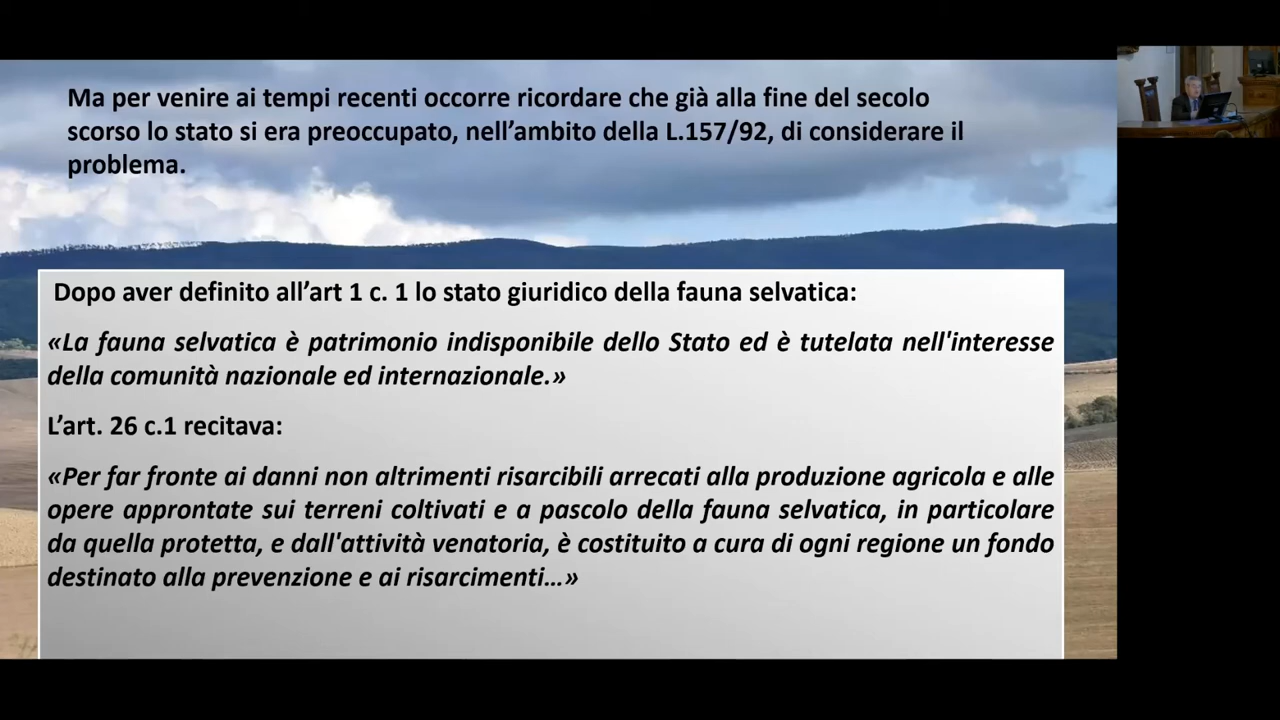 Ma per venire ai tempi recenti occorre ricordare che già alla fine del secolo
scorso lo stato si era preoccupato, nell’ambito della L.157/92, di considerare il
problema.
Dopo aver definito all’art 1 c. 1 lo stato giuridico della fauna selvatica:
«La fauna selvatica è patrimonio indisponibile dello Stato ed è tutelata nell'interesse
della comunità nazionale ed internazionale.»
L’art. 26 c.1 recitava:
«Per far fronte ai danni non altrimenti risarcibili arrecati alla produzione agricola e alle
opere approntate sui terreni coltivati e a pascolo della fauna selvatica, in particolare
da quella protetta, e dall'attività venatoria, è costituito a cura di ogni regione un fondo
destinato alla prevenzione e ai risarcimenti…»